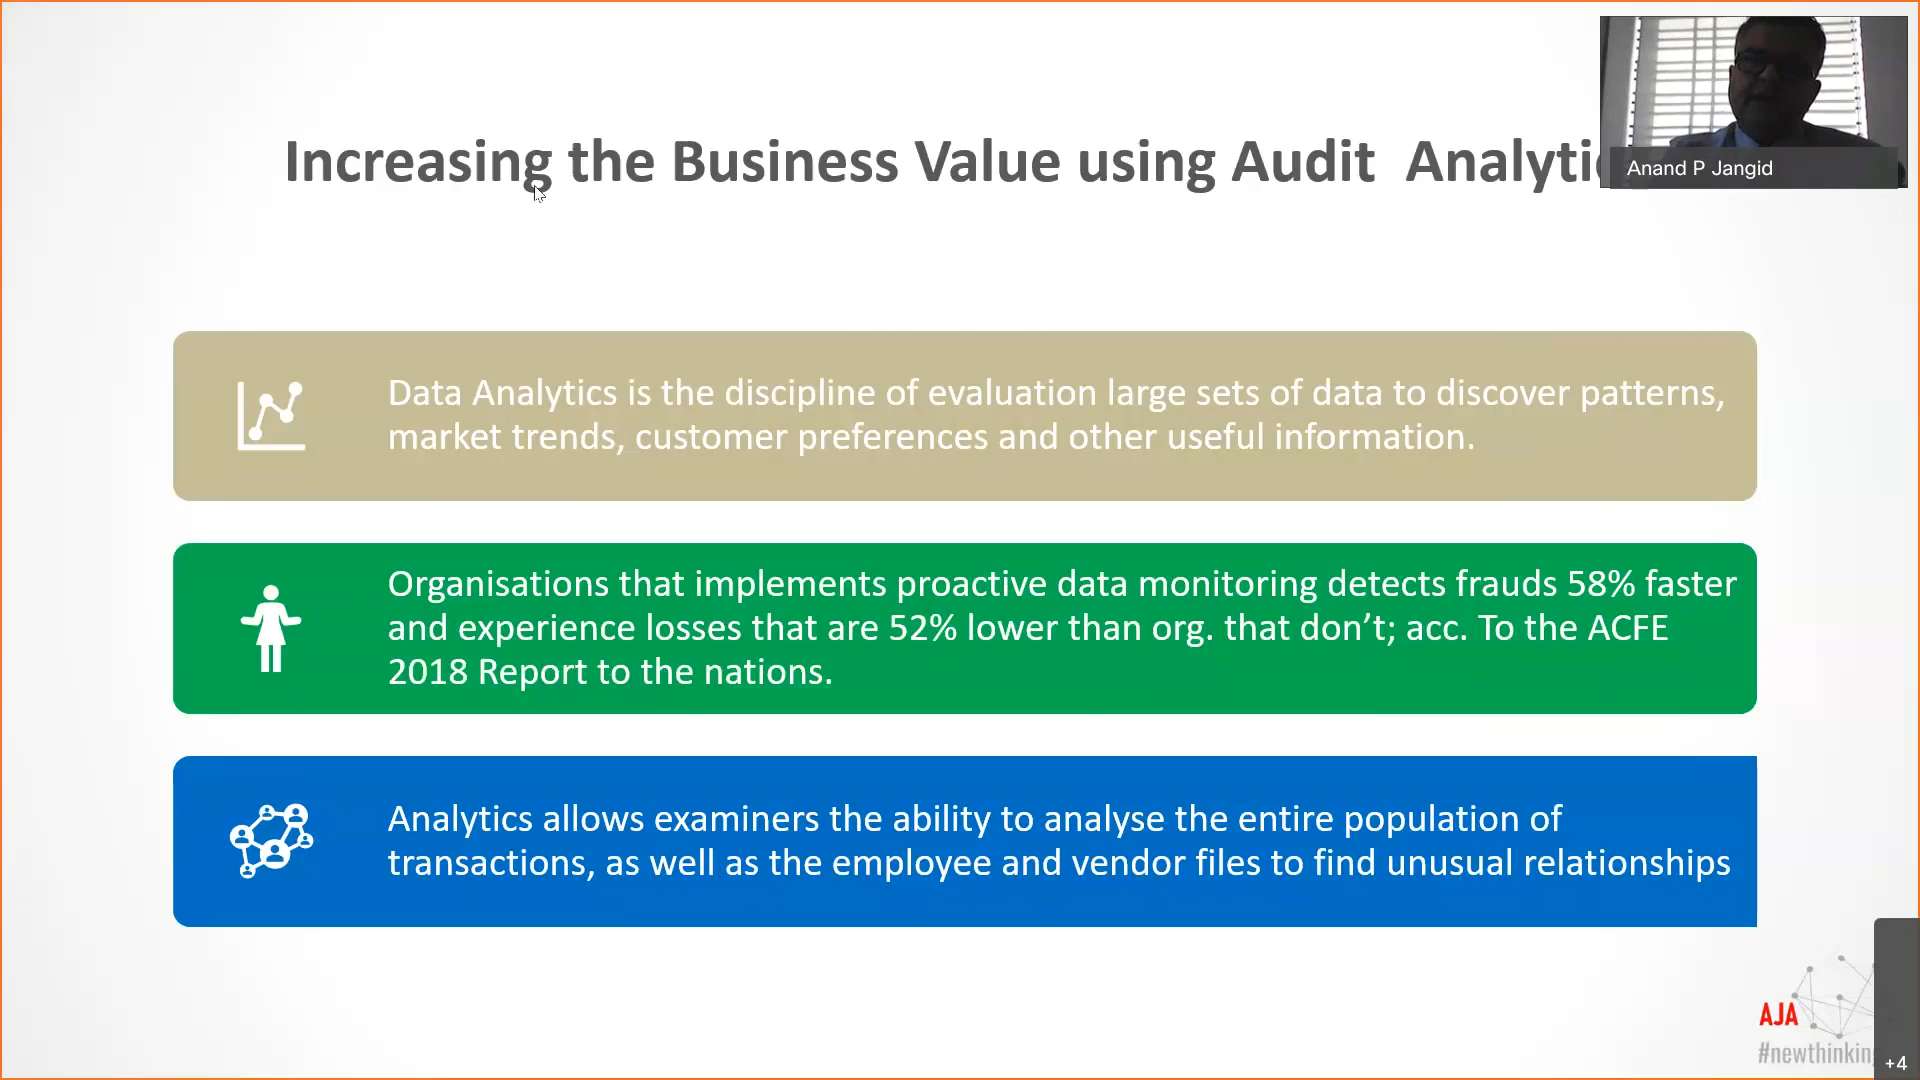 Increasing the Business Value using Audit Analyti
Anand P Jangid
Data Analytics is the discipline of evaluation large sets of data to discover patterns,
market trends, customer preferences and other useful information.
Organisations that implements proactive data monitoring detects frauds 58% faster
and experience losses that are 52% lower than org. that don’t; acc. To the ACFE
2018 Report to the nations.
Analytics allows examiners the ability to analyse the entire population of
transactions, as well as the employee and vendor files to find unusual relationships
AJA
#newthinkin
+4